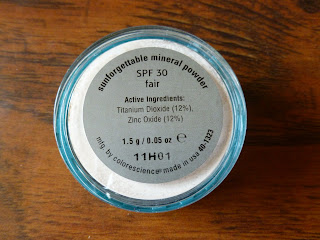 sunforgettable mineral powder
SPF 30
fair
Active Ingredients:
Titanium Dioxide (12%),
Zinc Oxide (12%)
1.5 g / 0.05 oz ℮
11H01
mfg. by colorescience® made in usa 40-1323